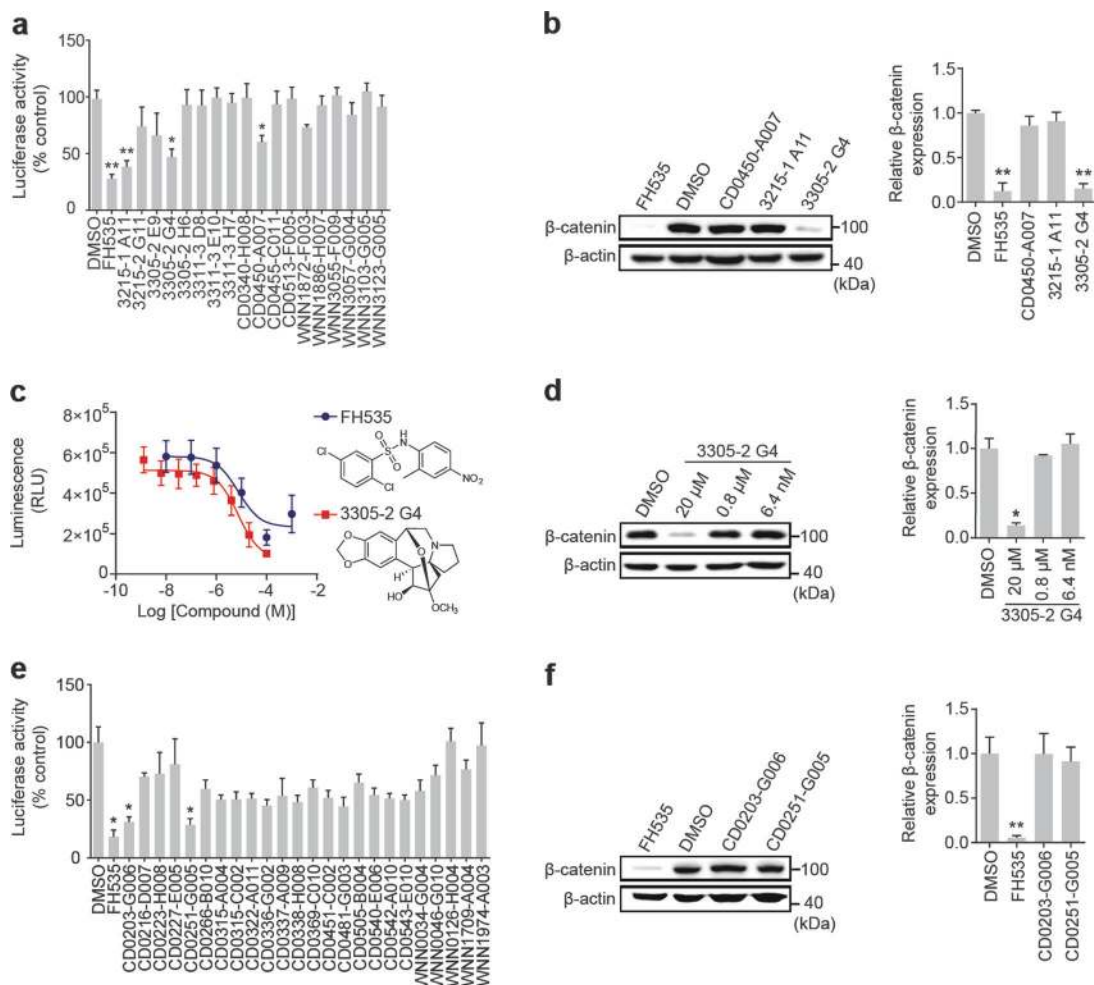 a
Luciferase activity
(% control)
150
100
50
0
**
**
*
*
DMSO
FH535
3215-1 A11
3215-2 G11
3305-2 E9
3305-2 G4
3305-2 H6
3311-3 D8
3311-3 E10
3311-3 H7
CD0340-H008
CD0450-A007
CD0455-C011
CD0513-F005
WNN1872-F003
WNN1886-H007
WNN3055-F009
WNN3057-G004
WNN3103-G005
WNN3123-G005
b
FH535
DMSO
CD0450-A007
3215-1 A11
3305-2 G4
β-catenin
100
β-actin
40
(kDa)
Relative β-catenin
expression
1.5
1.0
0.5
0.0
**
**
DMSO
FH535
CD0450-A007
3215-1 A11
3305-2 G4
c
Luminescence
(RLU)
8×10⁵
6×10⁵
4×10⁵
2×10⁵
0
-10 -8 -6 -4 -2
Log [Compound (M)]
FH535
Cl
O
O
S
NH
Cl
NO₂
3305-2 G4
O
O
O
N
H
HO
OCH₃
d
3305-2 G4
DMSO
20 µM
0.8 µM
6.4 nM
β-catenin
100
β-actin
40
(kDa)
Relative β-catenin
expression
1.5
1.0
0.5
0.0
*
DMSO
20 µM
0.8 µM
6.4 nM
3305-2 G4
e
Luciferase activity
(% control)
150
100
50
0
*
*
*
DMSO
FH535
CD0203-G006
CD0216-D007
CD0223-H008
CD0227-E005
CD0251-G005
CD0266-B010
CD0315-A004
CD0315-C002
CD0322-A011
CD0336-G002
CD0337-A009
CD0338-H008
CD0369-C010
CD0451-C002
CD0481-G003
CD0505-B004
CD0540-E006
CD0542-A010
CD0543-E010
WNN0034-G004
WNN0046-G010
WNN0126-H004
WNN1709-A004
WNN1974-A003
f
FH535
DMSO
CD0203-G006
CD0251-G005
β-catenin
100
β-actin
40
(kDa)
Relative β-catenin
expression
1.5
1.0
0.5
0.0
**
DMSO
FH535
CD0203-G006
CD0251-G005